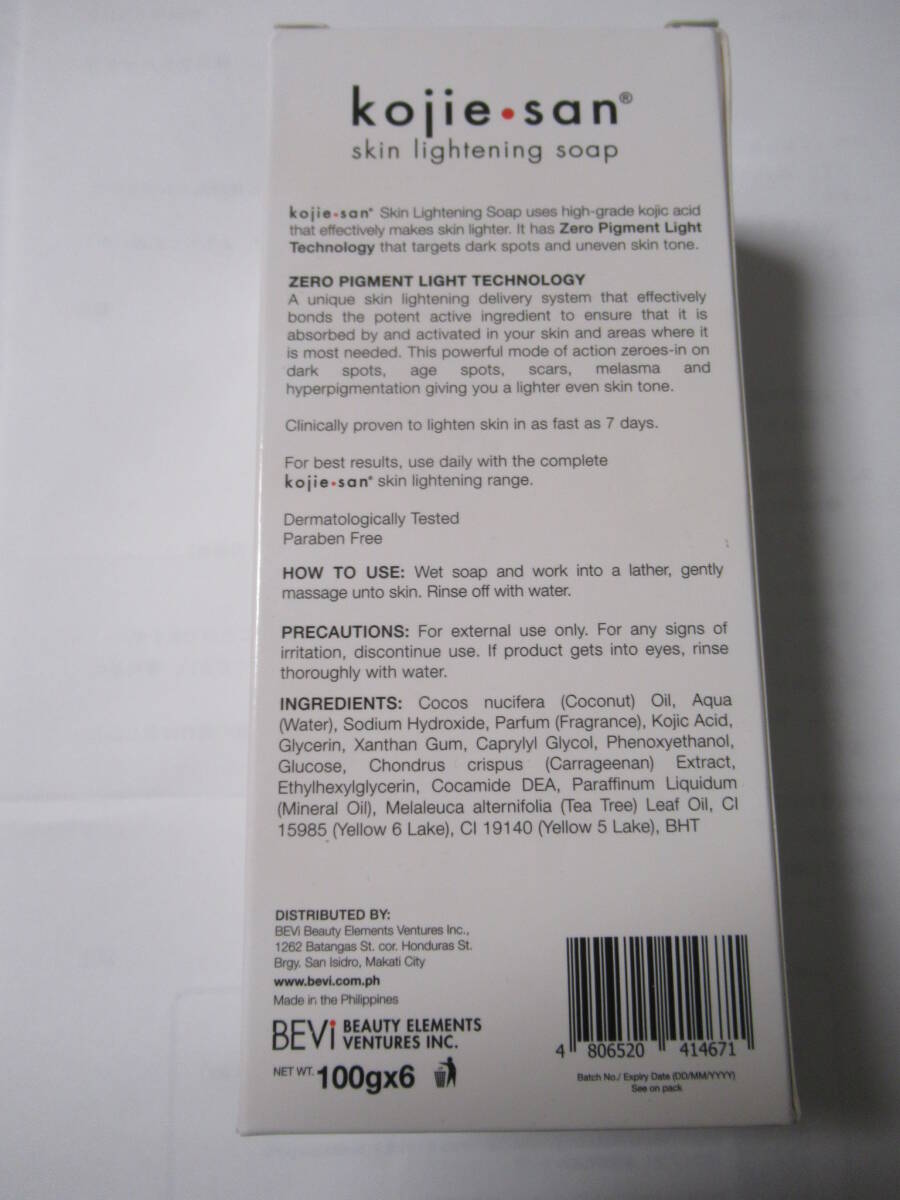 kojie•san®
skin lightening soap
kojie•san® Skin Lightening Soap uses high-grade kojic acid
that effectively makes skin lighter. It has Zero Pigment Light
Technology that targets dark spots and uneven skin tone.
ZERO PIGMENT LIGHT TECHNOLOGY
A unique skin lightening delivery system that effectively
bonds the potent active ingredient to ensure that it is
absorbed by and activated in your skin and areas where it
is most needed. This powerful mode of action zeroes-in on
dark spots, age spots, scars, melasma and
hyperpigmentation giving you a lighter even skin tone.
Clinically proven to lighten skin in as fast as 7 days.
For best results, use daily with the complete
kojie•san® skin lightening range.
Dermatologically Tested
Paraben Free
HOW TO USE: Wet soap and work into a lather, gently
massage unto skin. Rinse off with water.
PRECAUTIONS: For external use only. For any signs of
irritation, discontinue use. If product gets into eyes, rinse
thoroughly with water.
INGREDIENTS: Cocos nucifera (Coconut) Oil, Aqua
(Water), Sodium Hydroxide, Parfum (Fragrance), Kojic Acid,
Glycerin, Xanthan Gum, Caprylyl Glycol, Phenoxyethanol,
Glucose, Chondrus crispus (Carrageenan) Extract,
Ethylhexylglycerin, Cocamide DEA, Paraffinum Liquidum
(Mineral Oil), Melaleuca alternifolia (Tea Tree) Leaf Oil, CI
15985 (Yellow 6 Lake), CI 19140 (Yellow 5 Lake), BHT
DISTRIBUTED BY:
BEVi Beauty Elements Ventures Inc.,
1262 Batangas St. cor. Honduras St.
Brgy. San Isidro, Makati City
www.bevi.com.ph
Made in the Philippines
BEVi BEAUTY ELEMENTS
VENTURES INC.
NET WT. 100gx6
4 806520 414671
Batch No./ Expiry Date (DD/MM/YYYY)
See on pack